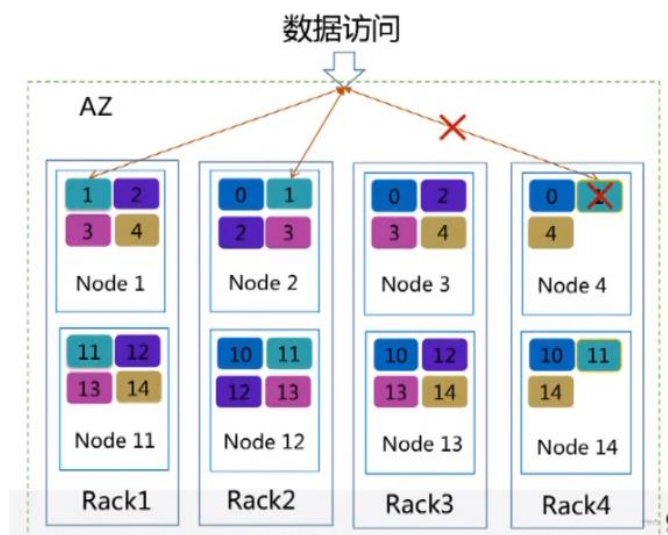 数据访问
AZ
1 2
3 4
Node 1
0 1
2 3
Node 2
0 2
3 4
Node 3
0 1
4
Node 4
11 12
13 14
Node 11
10 11
12 13
Node 12
10 12
13 14
Node 13
10 11
14
Node 14
Rack1
Rack2
Rack3
Rack4